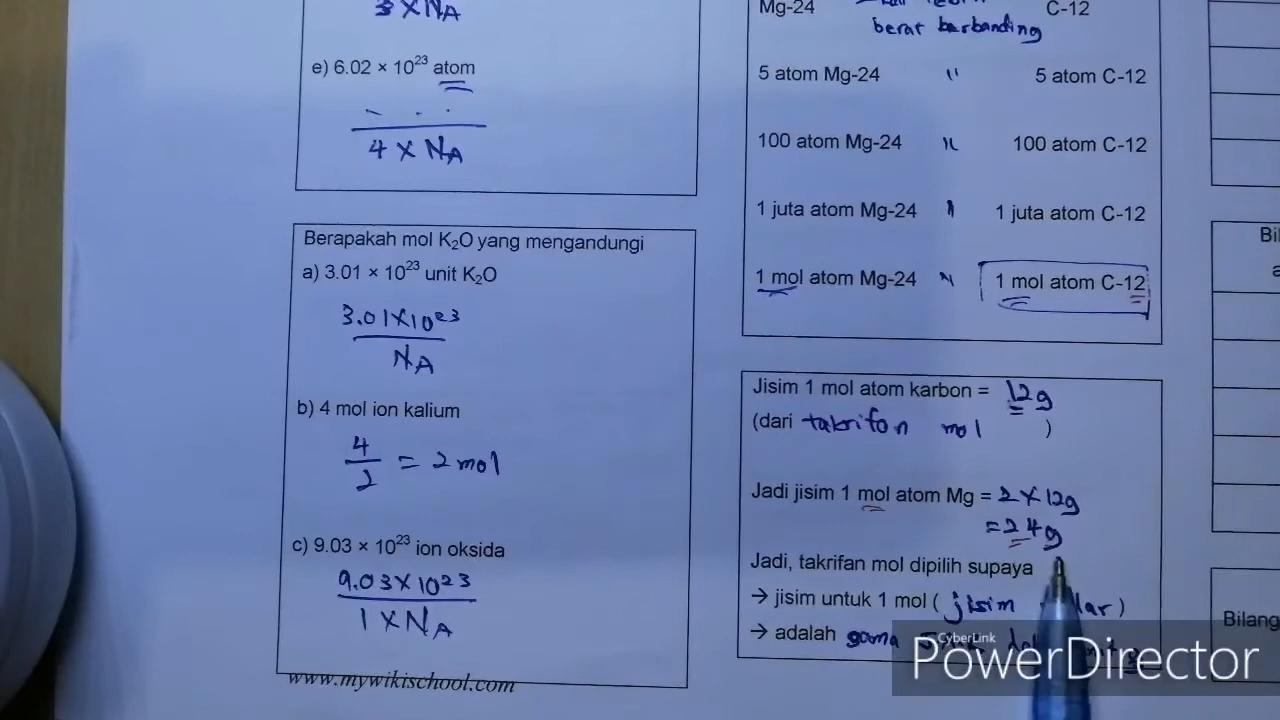 3 × NA
e) 6.02 × 10²³ atom
4 × NA
Berapakah mol K₂O yang mengandungi
a) 3.01 × 10²³ unit K₂O
3.01×10²³
NA
b) 4 mol ion kalium
4
2
= 2 mol
c) 9.03 × 10²³ ion oksida
9.03×10²³
1 × NA
www.mywikischool.com
Mg-24 C-12
berat berbanding
5 atom Mg-24 " 5 atom C-12
100 atom Mg-24 " 100 atom C-12
1 juta atom Mg-24 " 1 juta atom C-12
1 mol atom Mg-24 " 1 mol atom C-12
Jisim 1 mol atom karbon = 12g
(dari takrifan mol )
Jadi jisim 1 mol atom Mg = 2 × 12g
= 24g
Jadi, takrifan mol dipilih supaya
→ jisim untuk 1 mol ( jisim lar)
→ adalah sama
CyberLink
PowerDirector
Bilang